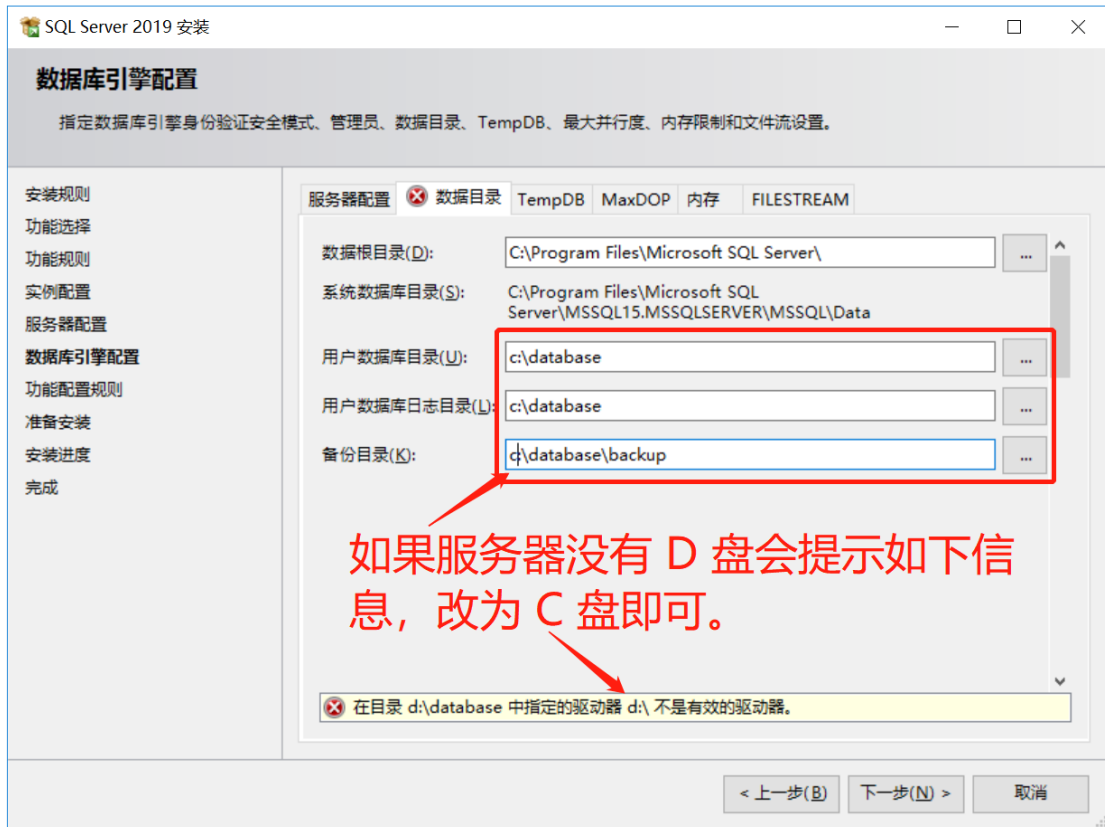 SQL Server 2019 安装
数据库引擎配置
指定数据库引擎身份验证安全模式、管理员、数据目录、TempDB、最大并行度、内存限制和文件流设置。
安装规则
功能选择
功能规则
实例配置
服务器配置
数据库引擎配置
功能配置规则
准备安装
安装进度
完成
服务器配置 数据目录 TempDB MaxDOP 内存 FILESTREAM
数据根目录(D): C:\Program Files\Microsoft SQL Server\ ...
系统数据库目录(S): C:\Program Files\Microsoft SQL
Server\MSSQL15.MSSQLSERVER\MSSQL\Data
用户数据库目录(U): c:\database ...
用户数据库日志目录(L): c:\database ...
备份目录(K): c:\database\backup ...
如果服务器没有 D 盘会提示如下信
息，改为 C 盘即可。
在目录 d:\database 中指定的驱动器 d:\ 不是有效的驱动器。
< 上一步(B) 下一步(N) > 取消